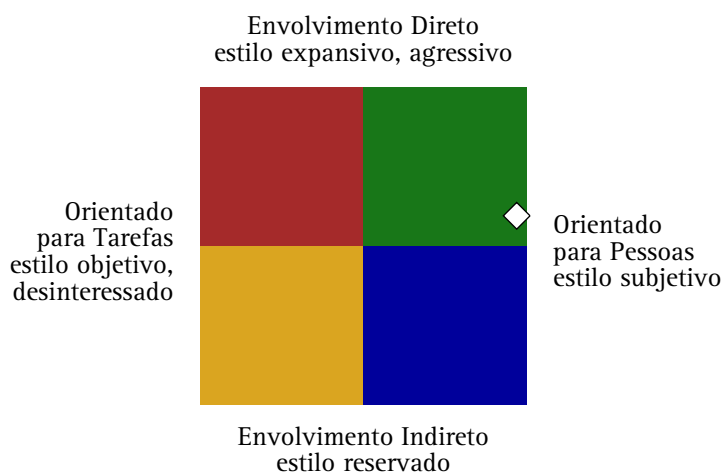 Envolvimento Direto
estilo expansivo, agressivo
Orientado
para Tarefas
estilo objetivo,
desinteressado
Orientado
para Pessoas
estilo subjetivo
Envolvimento Indireto
estilo reservado